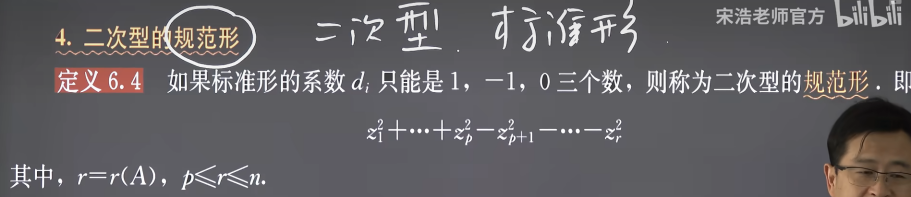 4. 二次型的规范形 二次型. 标准形.
宋浩老师官方 bilibili
定义 6.4 如果标准形的系数 dᵢ 只能是 1，-1，0 三个数，则称为二次型的规范形．即
z₁²+⋯+zₚ²-zₚ₊₁²-⋯-zᵣ²
其中，r=r(A)，p≤r≤n.